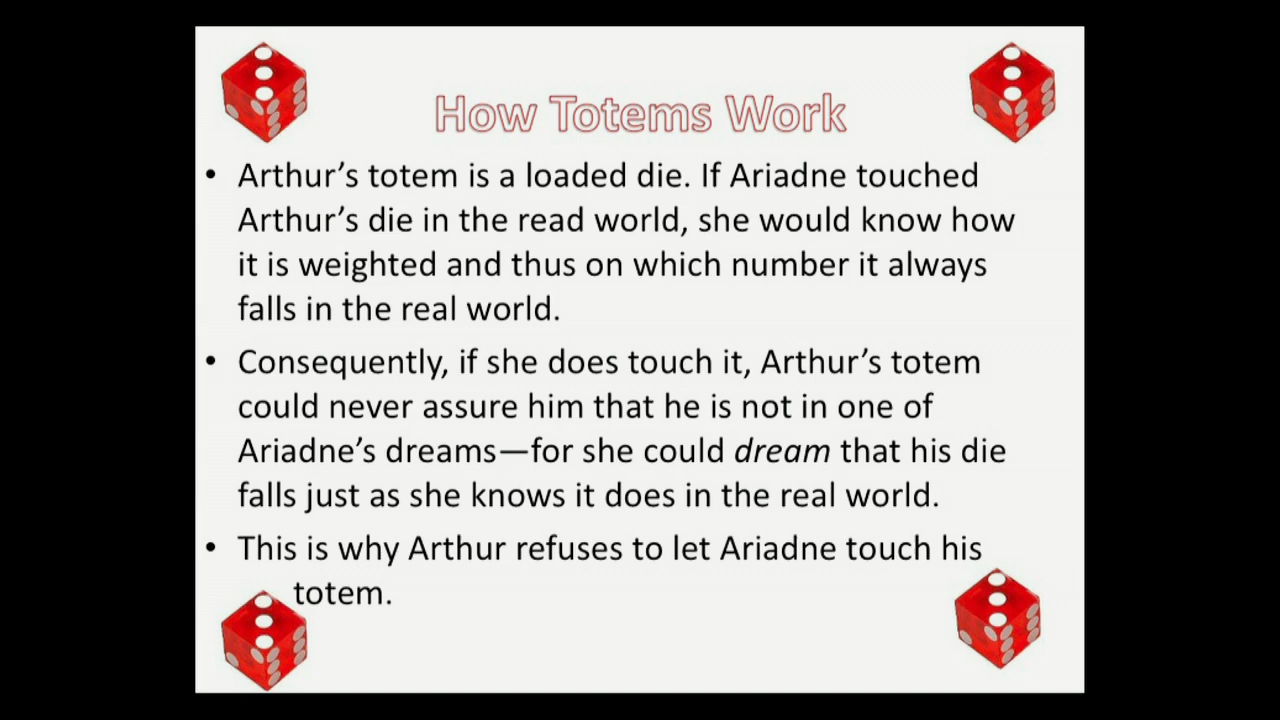 How Totems Work
• Arthur’s totem is a loaded die. If Ariadne touched
Arthur’s die in the read world, she would know how
it is weighted and thus on which number it always
falls in the real world.
• Consequently, if she does touch it, Arthur’s totem
could never assure him that he is not in one of
Ariadne’s dreams—for she could dream that his die
falls just as she knows it does in the real world.
• This is why Arthur refuses to let Ariadne touch his
totem.